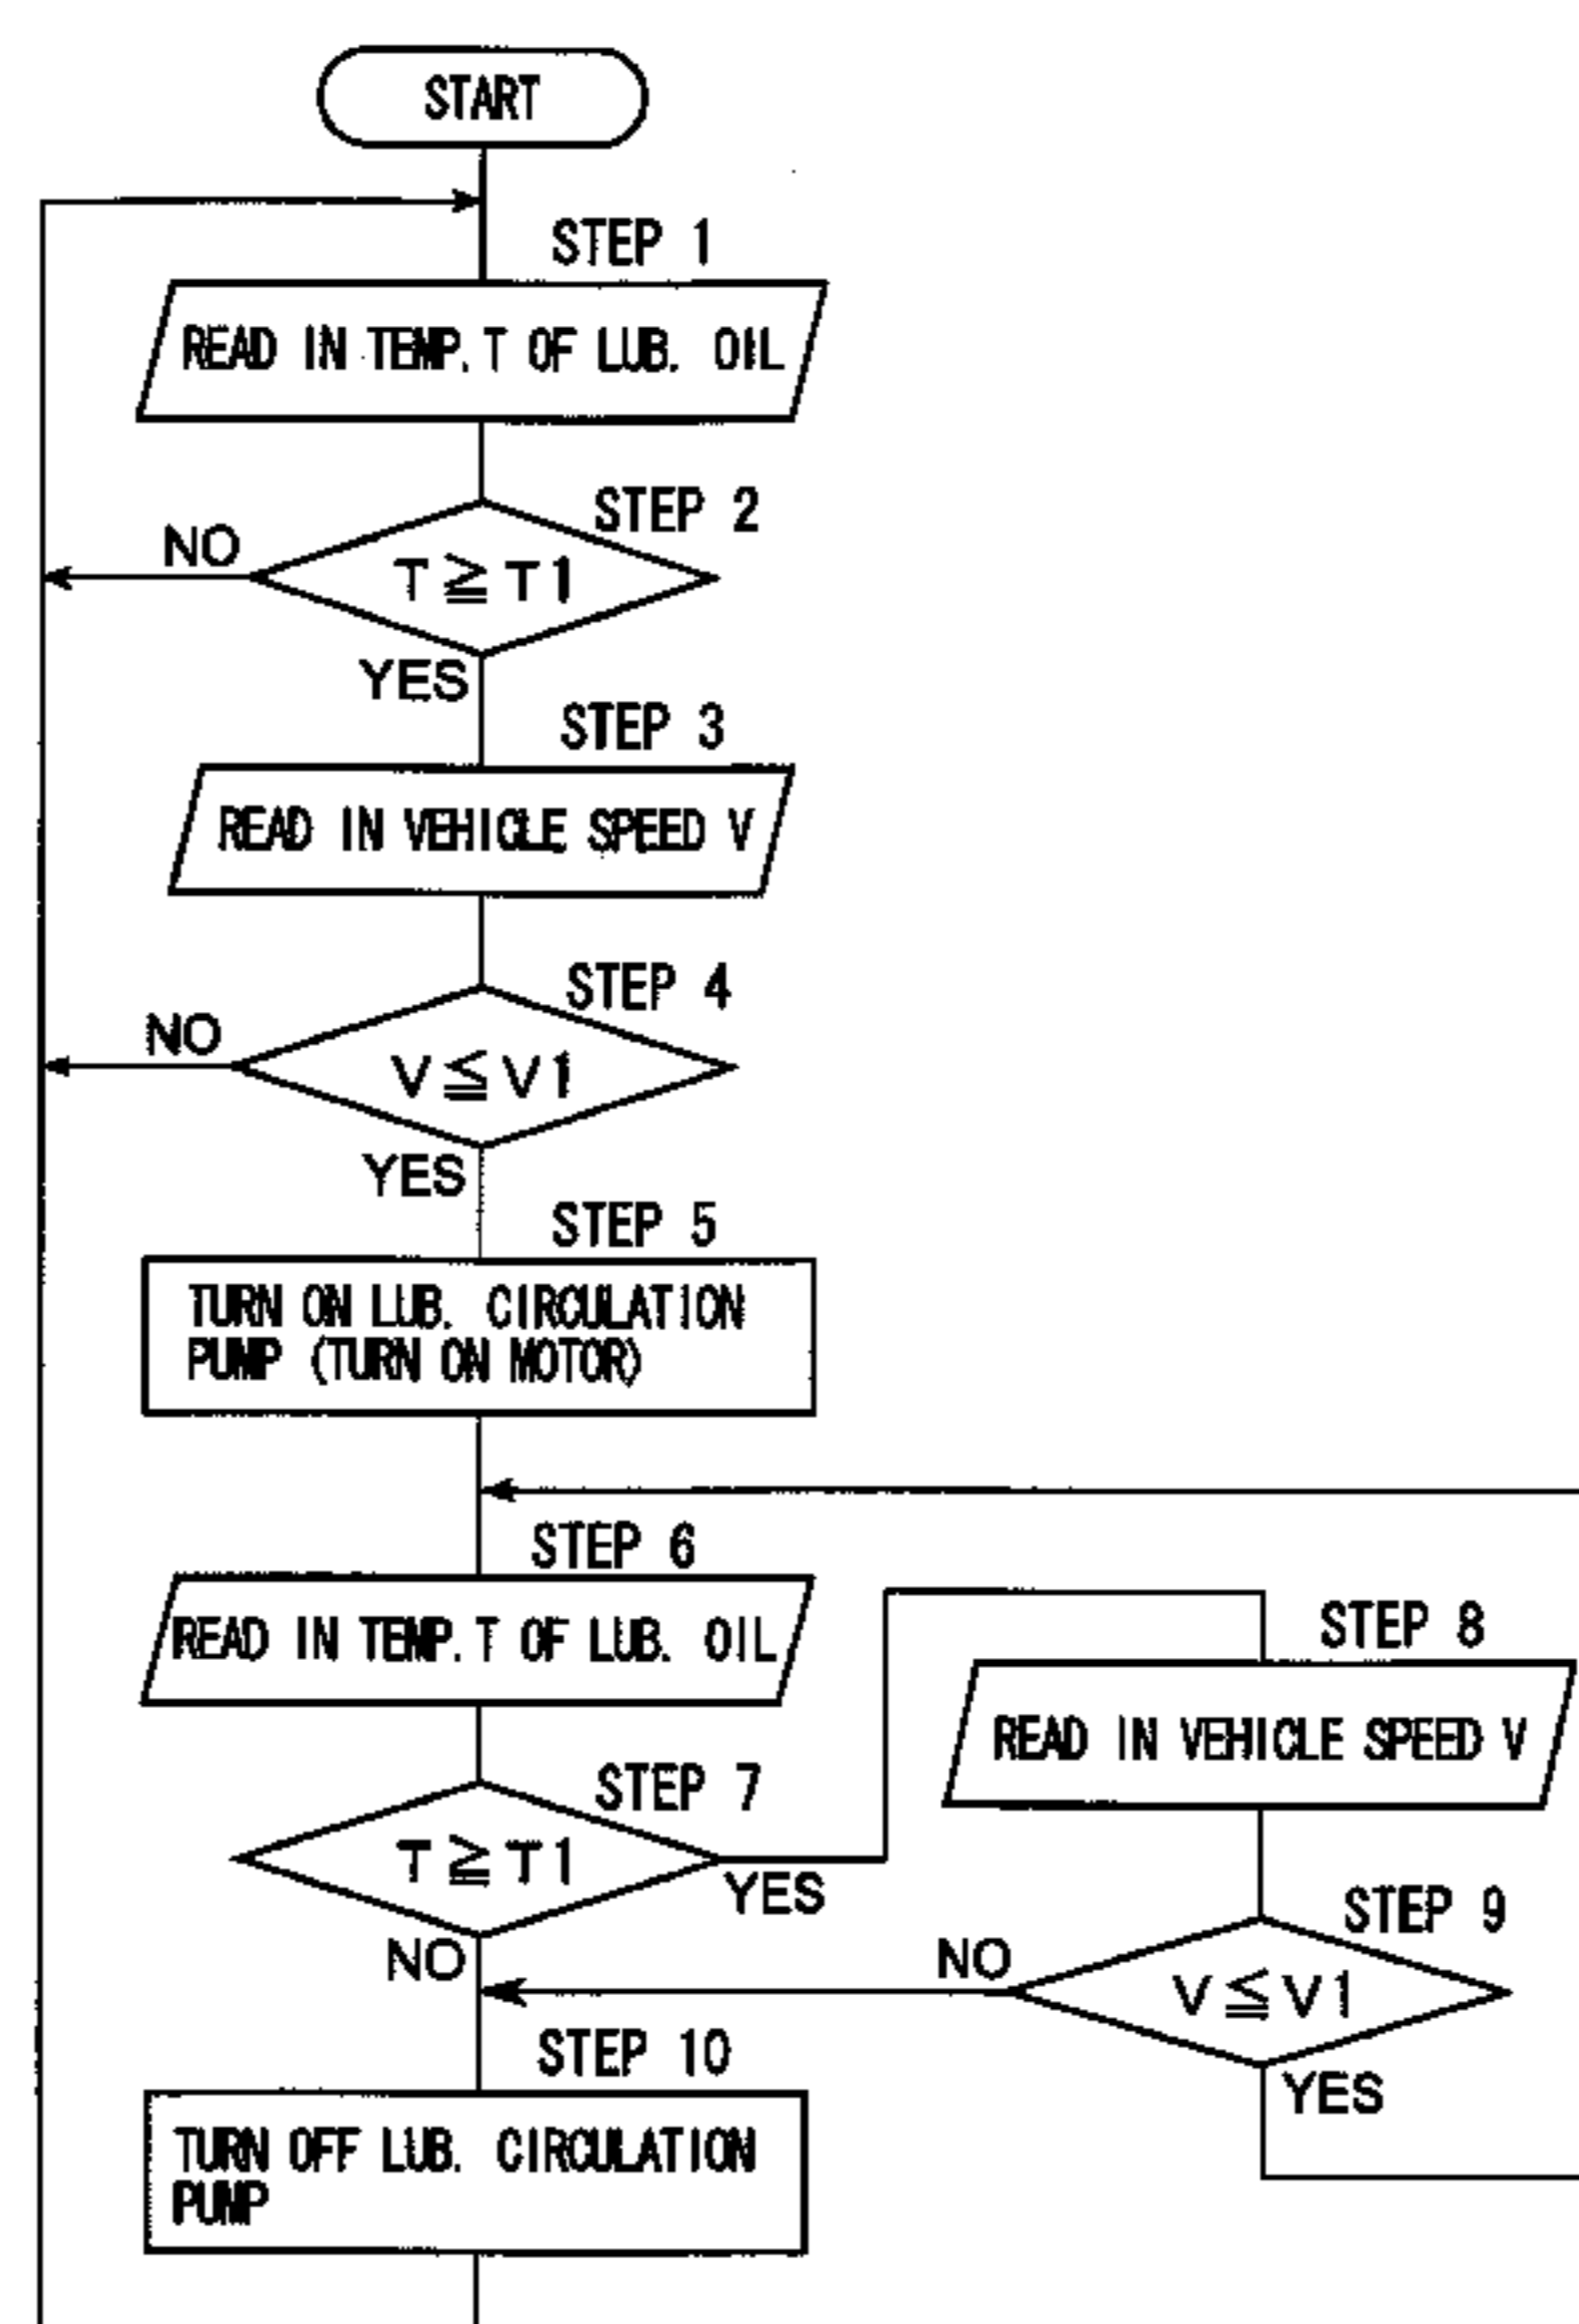 START
STEP 1
READ IN TEMP. T OF LUB. OIL
STEP 2
NO
T ≧ T1
YES
STEP 3
READ IN VEHICLE SPEED V
STEP 4
NO
V ≦ V1
YES
STEP 5
TURN ON LUB. CIRCULATION
PUMP (TURN ON MOTOR)
STEP 6
READ IN TEMP. T OF LUB. OIL
STEP 7
T ≧ T1
YES
NO
STEP 8
READ IN VEHICLE SPEED V
STEP 9
NO
V ≦ V1
YES
STEP 10
TURN OFF LUB. CIRCULATION
PUMP